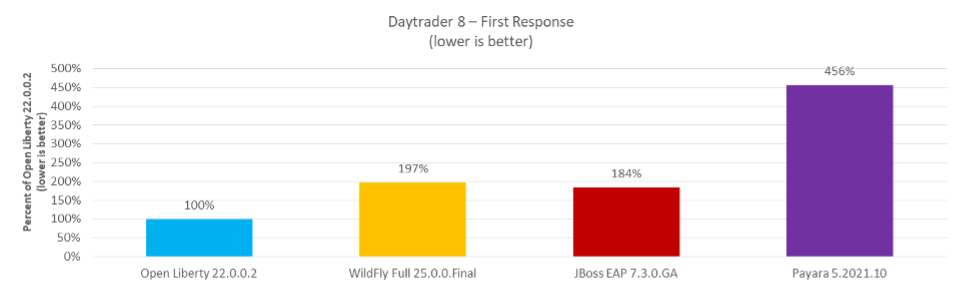 Daytrader 8 – First Response
(lower is better)
Percent of Open Liberty 22.0.0.2
(lower is better)
500%
450%
400%
350%
300%
250%
200%
150%
100%
50%
0%
100%
197%
184%
456%
Open Liberty 22.0.0.2
WildFly Full 25.0.0.Final
JBoss EAP 7.3.0.GA
Payara 5.2021.10